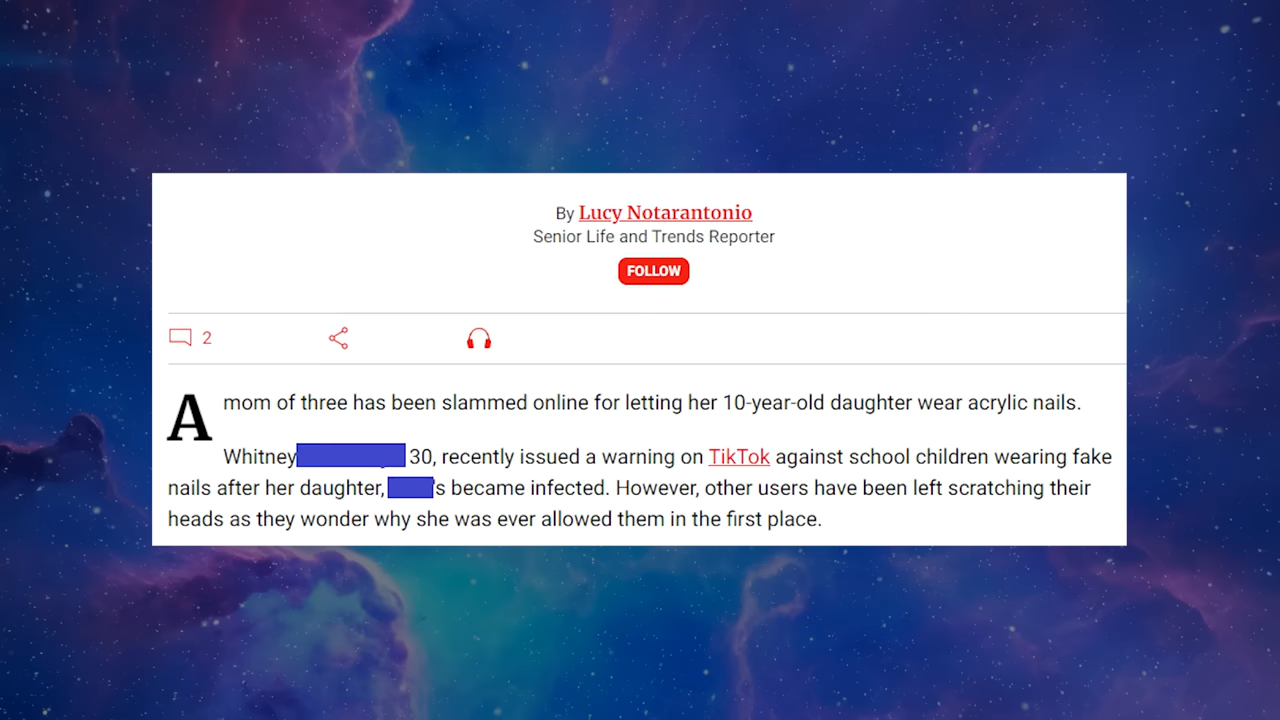 By Lucy Notarantonio
Senior Life and Trends Reporter
FOLLOW
2
A mom of three has been slammed online for letting her 10-year-old daughter wear acrylic nails.
Whitney 30, recently issued a warning on TikTok against school children wearing fake
nails after her daughter, 's became infected. However, other users have been left scratching their
heads as they wonder why she was ever allowed them in the first place.